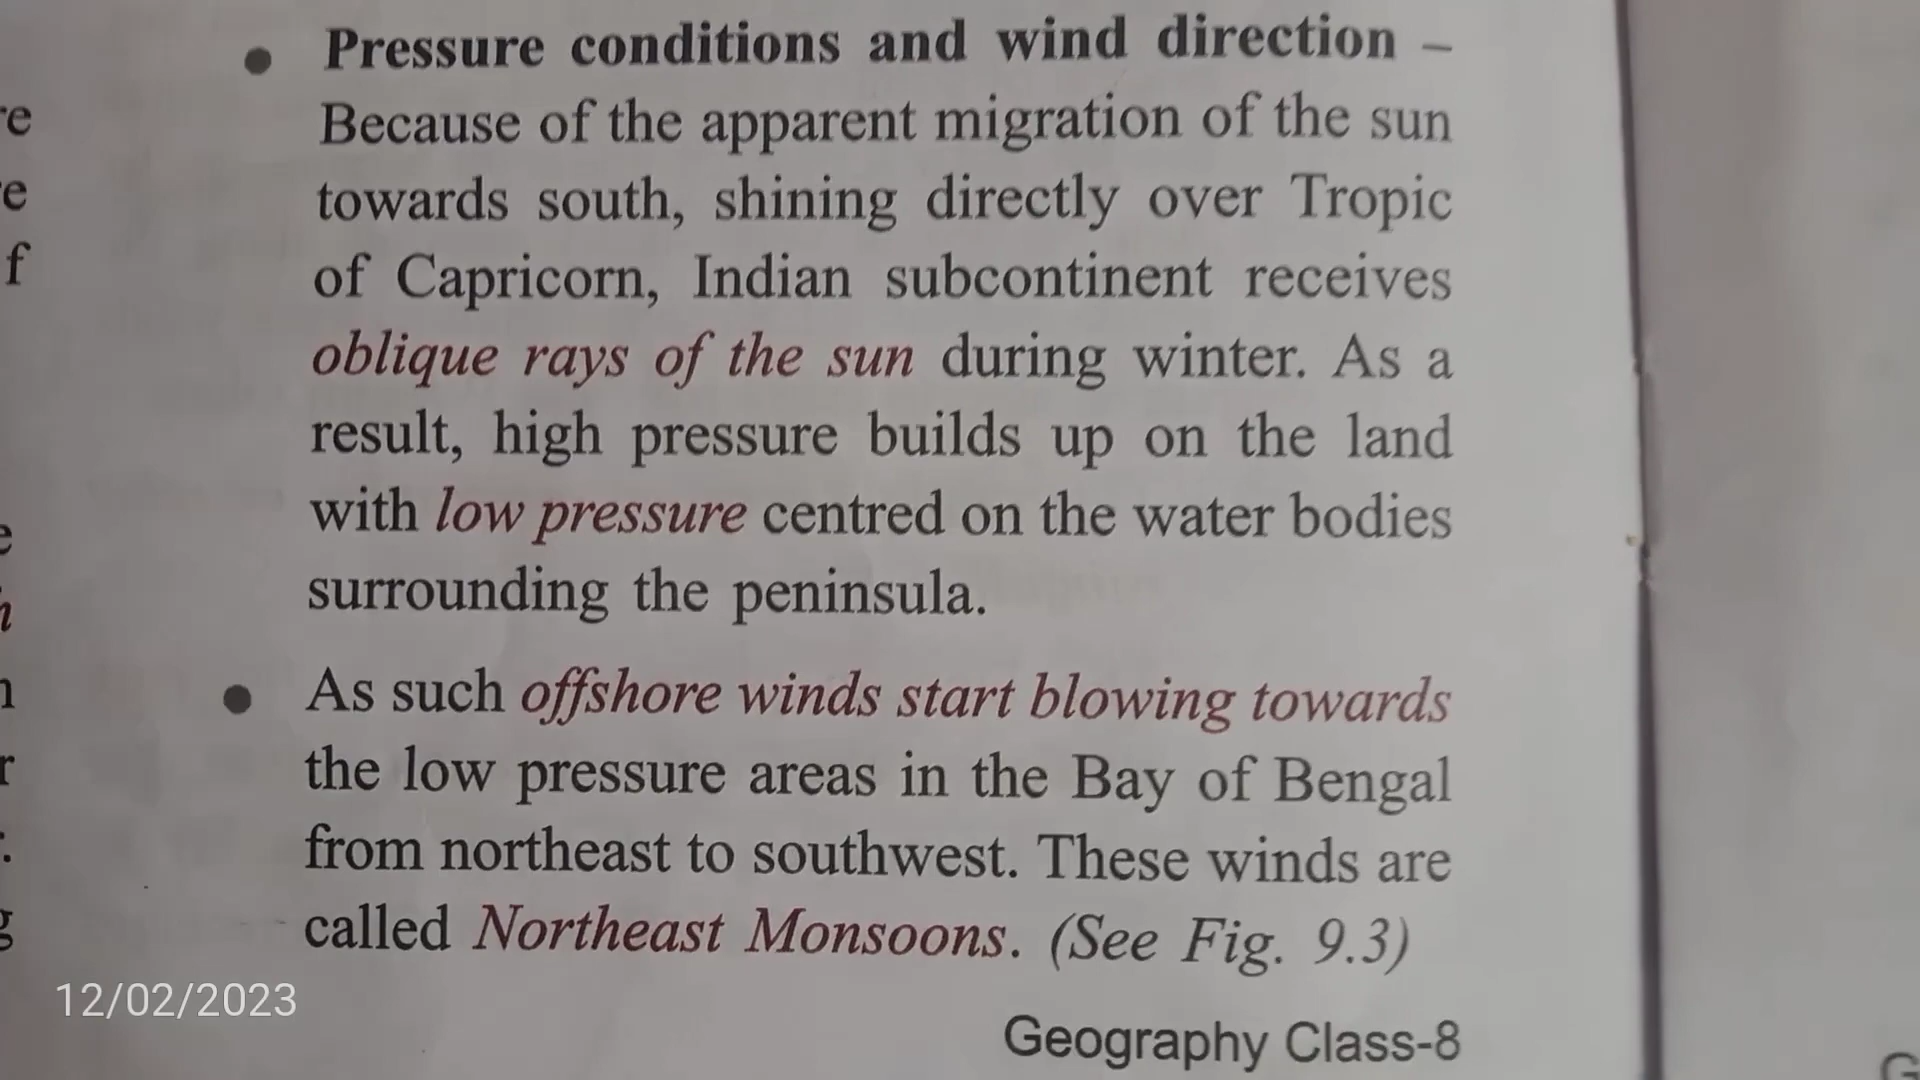 • Pressure conditions and wind direction –
Because of the apparent migration of the sun
towards south, shining directly over Tropic
of Capricorn, Indian subcontinent receives
oblique rays of the sun during winter. As a
result, high pressure builds up on the land
with low pressure centred on the water bodies
surrounding the peninsula.
• As such offshore winds start blowing towards
the low pressure areas in the Bay of Bengal
from northeast to southwest. These winds are
called Northeast Monsoons. (See Fig. 9.3)
12/02/2023
Geography Class-8